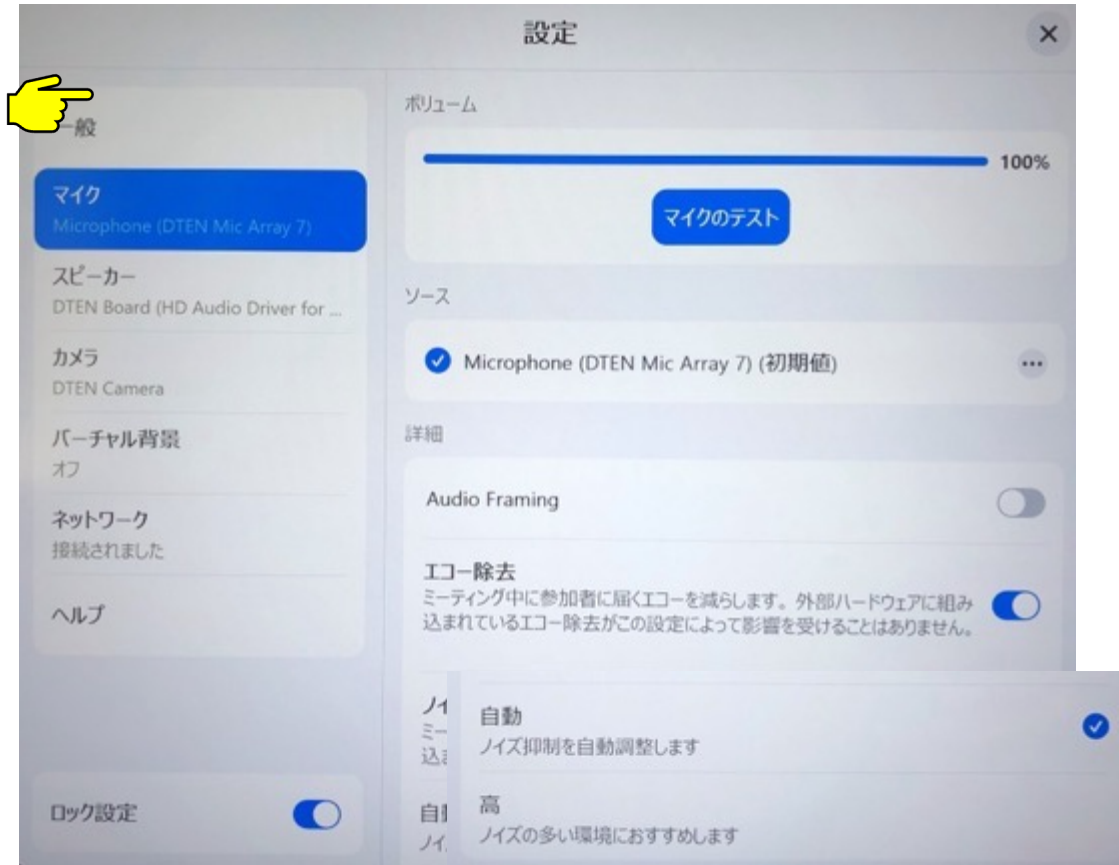 設定
一般
マイク
Microphone (DTEN Mic Array 7)
スピーカー
DTEN Board (HD Audio Driver for ...
カメラ
DTEN Camera
バーチャル背景
オフ
ネットワーク
接続されました
ヘルプ
ロック設定
ボリューム
100%
マイクのテスト
ソース
Microphone (DTEN Mic Array 7) (初期値)
詳細
Audio Framing
エコー除去
ミーティング中に参加者に届くエコーを減らします。外部ハードウェアに組み
込まれているエコー除去がこの設定によって影響を受けることはありません。
自動
ノイズ抑制を自動調整します
高
ノイズの多い環境におすすめします